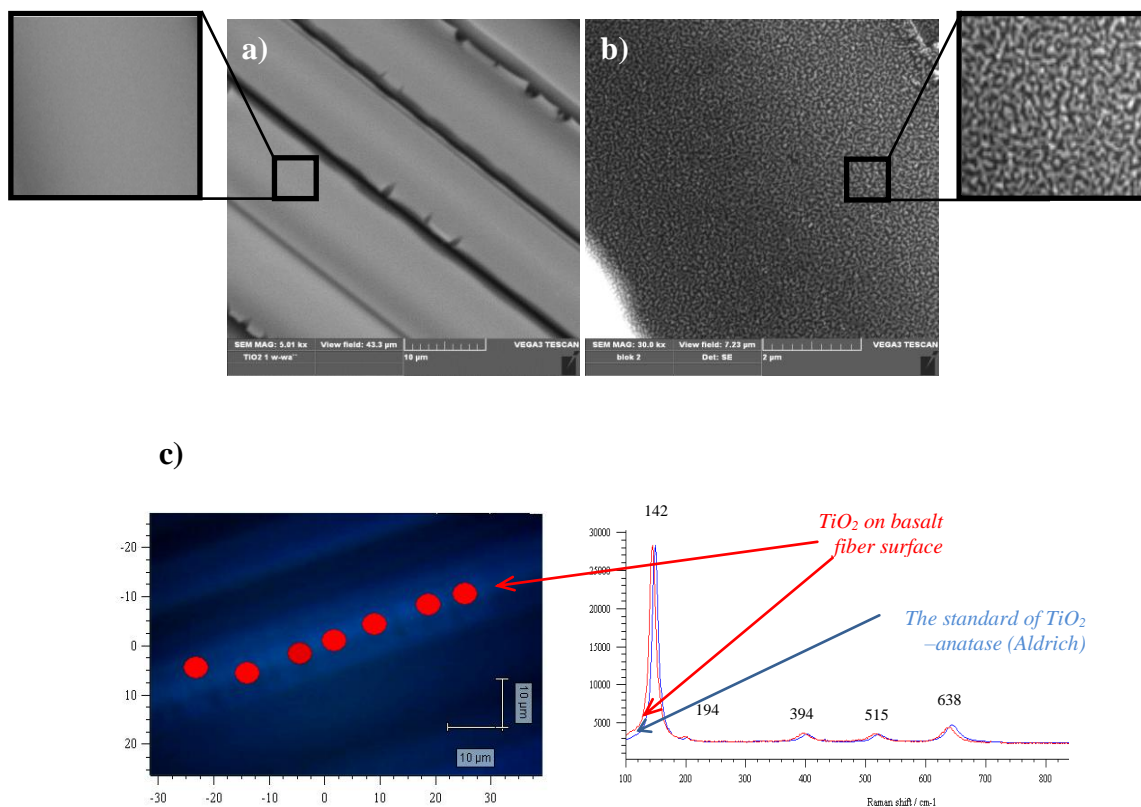 a)
b)
SEM MAG: 5.01 kx View field: 43.3 µm VEGA3 TESCAN
TiO2 1 w-wa`` 10 µm
SEM MAG: 30.0 kx View field: 7.23 µm VEGA3 TESCAN
blok 2 Det: SE 2 µm
c)
-20
-10
0
10
20
-30 -20 -10 0 10 20 30
10 µm
10 µm
TiO2 on basalt
fiber surface
The standard of TiO2
–anatase (Aldrich)
142
194
394
515
638
30000
25000
20000
15000
10000
5000
100 200 300 400 500 600 700 800
Raman shift / cm-1